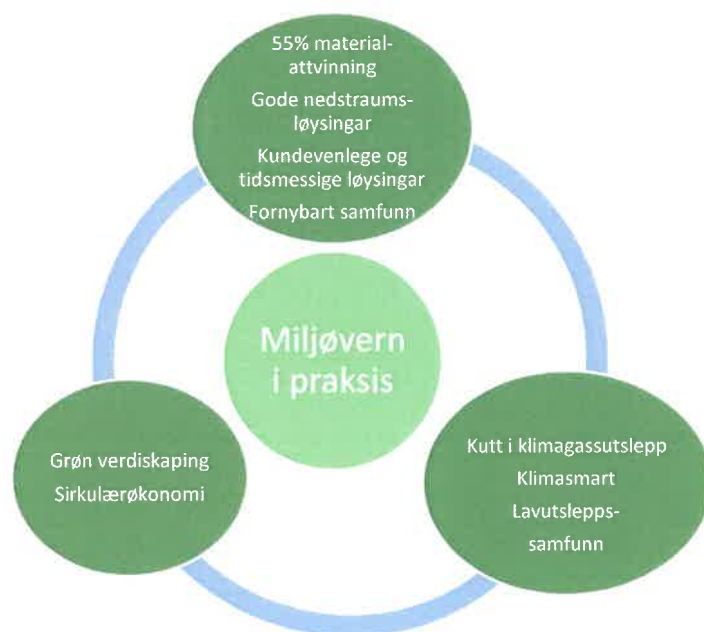 55% material-
attvinning
Gode nedstraums-
løysingar
Kundevenlege og
tidsmessige løysingar
Fornybart samfunn
Miljøvern
i praksis
Grøn verdiskaping
Sirkulærøkonomi
Kutt i klimagassutslepp
Klimasmart
Lavutslepps-
samfunn